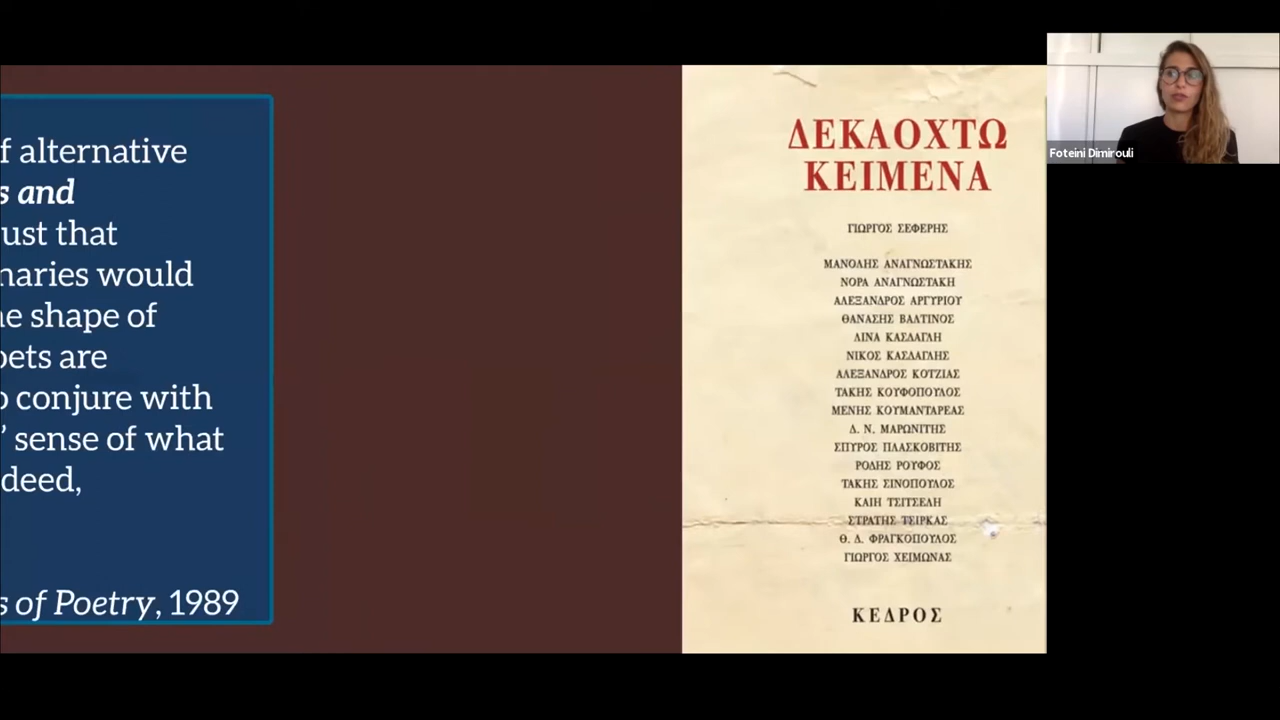 f alternative
s and
ust that
naries would
he shape of
oets are
o conjure with
’ sense of what
deed,
s of Poetry, 1989
ΔΕΚΑΟΧΤΩ
ΚΕΙΜΕΝΑ
ΓΙΩΡΓΟΣ ΣΕΦΕΡΗΣ
ΜΑΝΟΛΗΣ ΑΝΑΓΝΩΣΤΑΚΗΣ
ΝΟΡΑ ΑΝΑΓΝΩΣΤΑΚΗ
ΑΛΕΞΑΝΔΡΟΣ ΑΡΓΥΡΙΟΥ
ΘΑΝΑΣΗΣ ΒΑΛΤΙΝΟΣ
ΛΙΝΑ ΚΑΣΔΑΓΛΗ
ΝΙΚΟΣ ΚΑΣΔΑΓΛΗΣ
ΑΛΕΞΑΝΔΡΟΣ ΚΟΤΖΙΑΣ
ΤΑΚΗΣ ΚΟΥΦΟΠΟΥΛΟΣ
ΜΕΝΗΣ ΚΟΥΜΑΝΤΑΡΕΑΣ
Δ. Ν. ΜΑΡΩΝΙΤΗΣ
ΣΠΥΡΟΣ ΠΛΑΣΚΟΒΙΤΗΣ
ΡΟΔΗΣ ΡΟΥΦΟΣ
ΤΑΚΗΣ ΣΙΝΟΠΟΥΛΟΣ
ΚΑΙΗ ΤΣΙΤΣΕΛΗ
ΣΤΡΑΤΗΣ ΤΣΙΡΚΑΣ
Θ. Δ. ΦΡΑΓΚΟΠΟΥΛΟΣ
ΓΙΩΡΓΟΣ ΧΕΙΜΩΝΑΣ
ΚΕΔΡΟΣ
Foteini Dimirouli